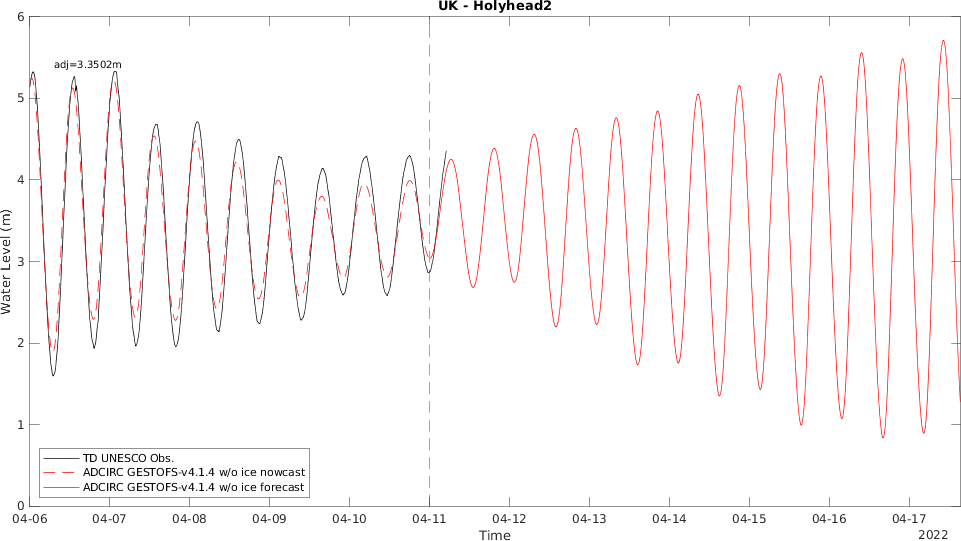 UK - Holyhead2
adj=3.3502m
6
5
4
3
2
1
0
Water Level (m)
TD UNESCO Obs.
ADCIRC GESTOFS-v4.1.4 w/o ice nowcast
ADCIRC GESTOFS-v4.1.4 w/o ice forecast
04-06 04-07 04-08 04-09 04-10 04-11 04-12 04-13 04-14 04-15 04-16 04-17
Time
2022